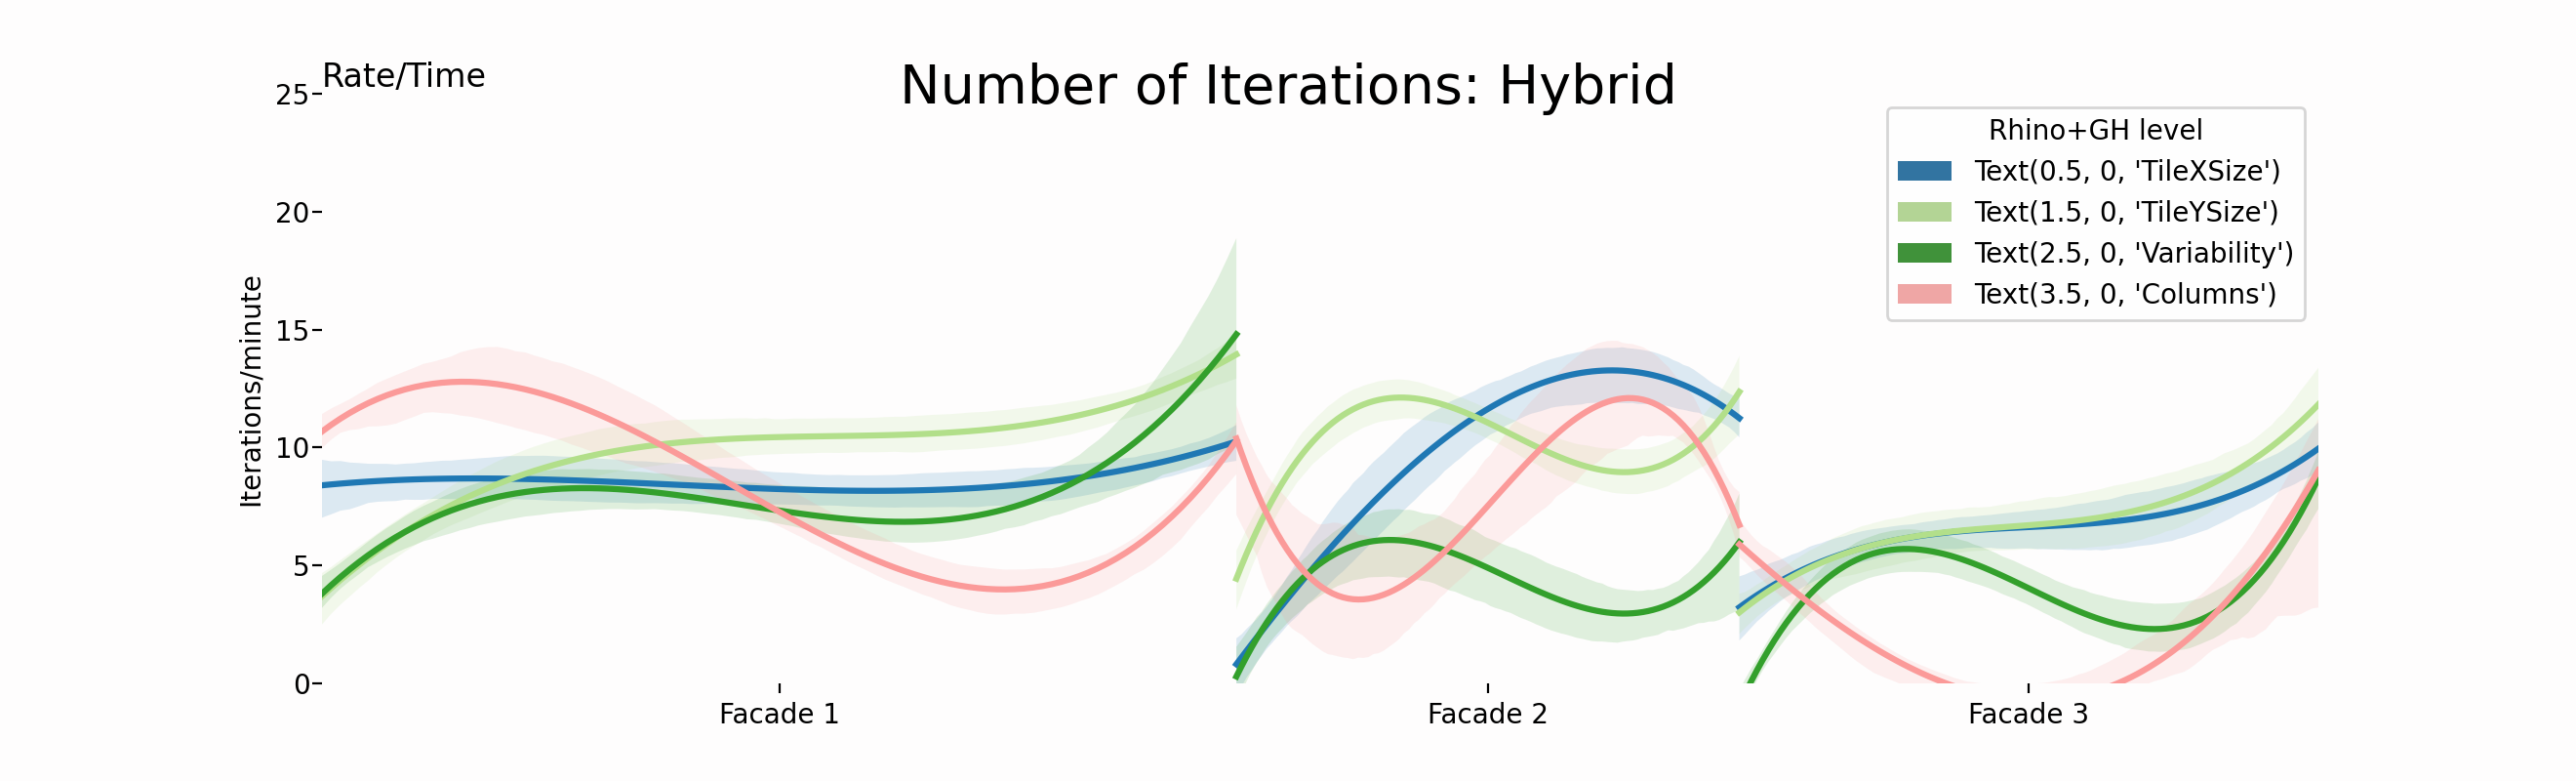 Rate/Time
Number of Iterations: Hybrid
25
20
15
10
5
0
Iterations/minute
Rhino+GH level
Text(0.5, 0, 'TileXSize')
Text(1.5, 0, 'TileYSize')
Text(2.5, 0, 'Variability')
Text(3.5, 0, 'Columns')
Facade 1
Facade 2
Facade 3